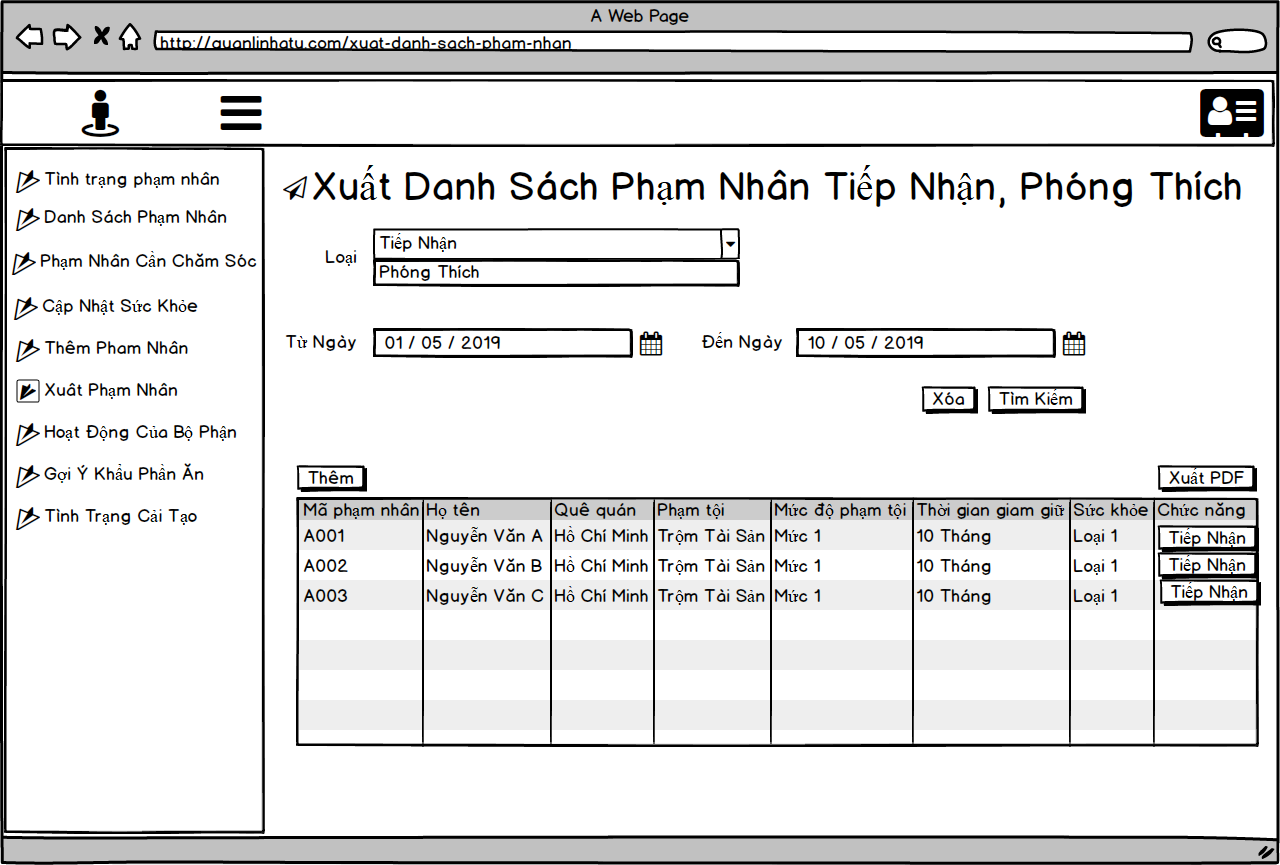 A Web Page
http://quanlinhatu.com/xuat-danh-sach-pham-nhan
Tình trạng phạm nhân
Danh Sách Phạm Nhân
Phạm Nhân Cần Chăm Sóc
Cập Nhật Sức Khỏe
Thêm Pham Nhân
Xuât Phạm Nhân
Hoạt Động Của Bộ Phận
Gợi Ý Khẩu Phần Ăn
Tình Trạng Cải Tạo
Xuất Danh Sách Phạm Nhân Tiếp Nhận, Phóng Thích
Loại
Tiếp Nhận
Phóng Thích
Từ Ngày 01 / 05 / 2019 Đến Ngày 10 / 05 / 2019
Xóa Tìm Kiếm
Thêm Xuất PDF
Mã phạm nhân Họ tên Quê quán Phạm tội Mức độ phạm tội Thời gian giam giữ Sức khỏe Chức năng
A001 Nguyễn Văn A Hồ Chí Minh Trộm Tài Sản Mức 1 10 Tháng Loại 1 Tiếp Nhận
A002 Nguyễn Văn B Hồ Chí Minh Trộm Tài Sản Mức 1 10 Tháng Loại 1 Tiếp Nhận
A003 Nguyễn Văn C Hồ Chí Minh Trộm Tài Sản Mức 1 10 Tháng Loại 1 Tiếp Nhận